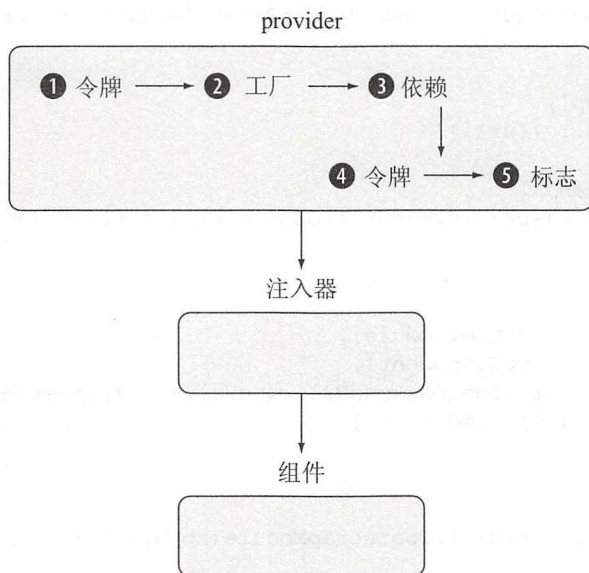 provider
❶ 令牌 ❷ 工厂 ❸ 依赖
❹ 令牌 ❺ 标志
注入器
组件